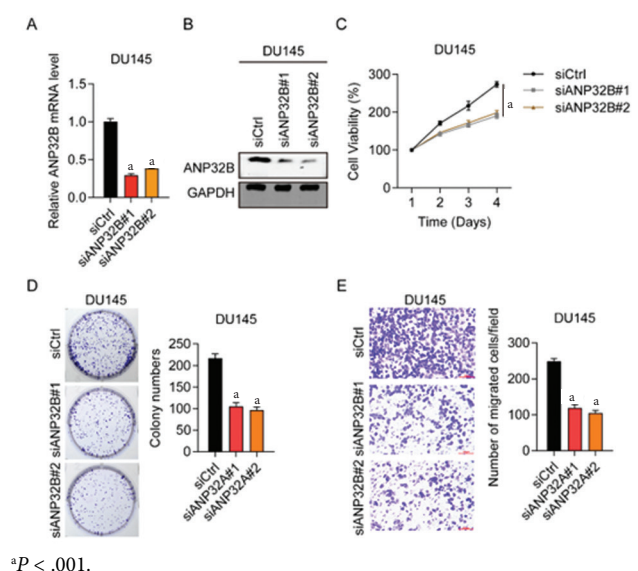 A
DU145
Relative ANP32B mRNA level
1.5
1.0
0.5
0.0
a
a
siCtrl
siANP32B#1
siANP32B#2
B
DU145
siCtrl
siANP32B#1
siANP32B#2
ANP32B
GAPDH
C
DU145
Cell Viability (%)
300
200
100
0
1 2 3 4
Time (Days)
siCtrl
siANP32B#1
siANP32B#2
a
D
DU145
siCtrl
siANP32B#1
siANP32B#2
DU145
Colony numbers
250
200
150
100
50
0
a
a
siCtrl
siANP32A#1
siANP32A#2
E
DU145
siCtrl
siANP32B#1
siANP32B#2
DU145
Number of migrated cells/field
300
200
100
0
a
a
siCtrl
siANP32A#1
siANP32A#2
aP < .001.